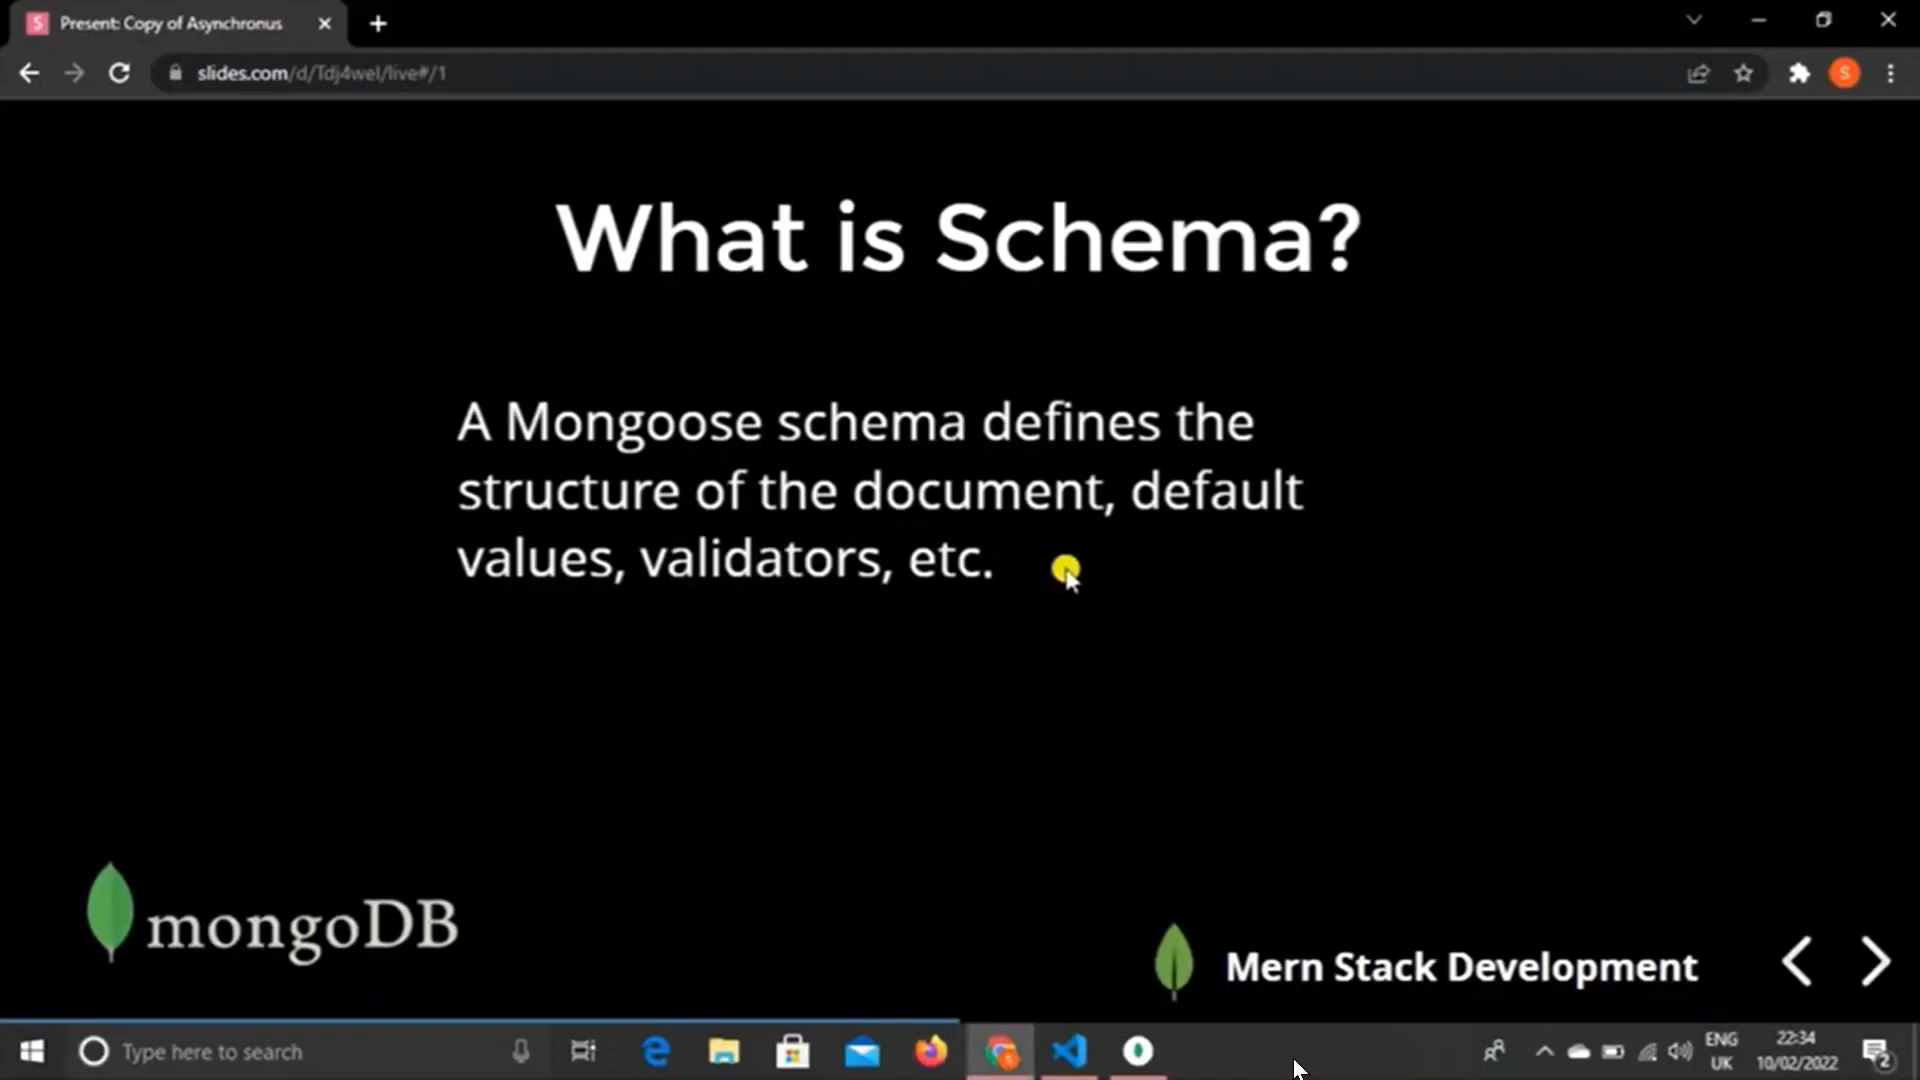 S Present: Copy of Asynchronus
slides.com/d/Tdj4wel/live#/1
S
What is Schema?
A Mongoose schema defines the
structure of the document, default
values, validators, etc.
mongoDB
Mern Stack Development
Type here to search
ENG
UK
22:34
10/02/2022
2